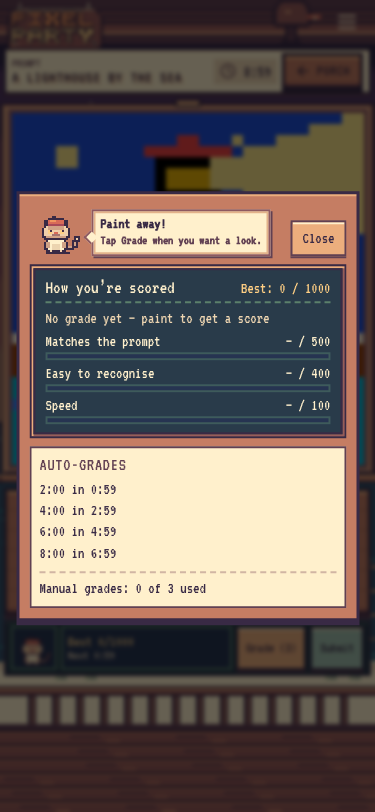 PIXEL
PARTY
A LIGHTHOUSE BY THE SEA
Paint away!
Tap Grade when you want a look.
Close
How you're scored
Best: 0 / 1000
No grade yet - paint to get a score
Matches the prompt
- / 500
Easy to recognise
- / 400
Speed
- / 100
AUTO-GRADES
2:00 in 0:59
4:00 in 2:59
6:00 in 4:59
8:00 in 6:59
Manual grades: 0 of 3 used
Submit